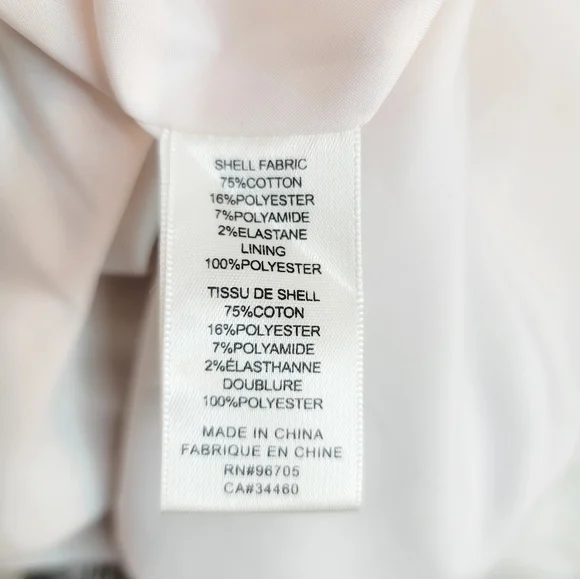 SHELL FABRIC
75%COTTON
16%POLYESTER
7%POLYAMIDE
2%ELASTANE
LINING
100%POLYESTER
TISSU DE SHELL
75%COTON
16%POLYESTER
7%POLYAMIDE
2%ÉLASTHANNE
DOUBLURE
100%POLYESTER
MADE IN CHINA
FABRIQUE EN CHINE
RN#96705
CA#34460